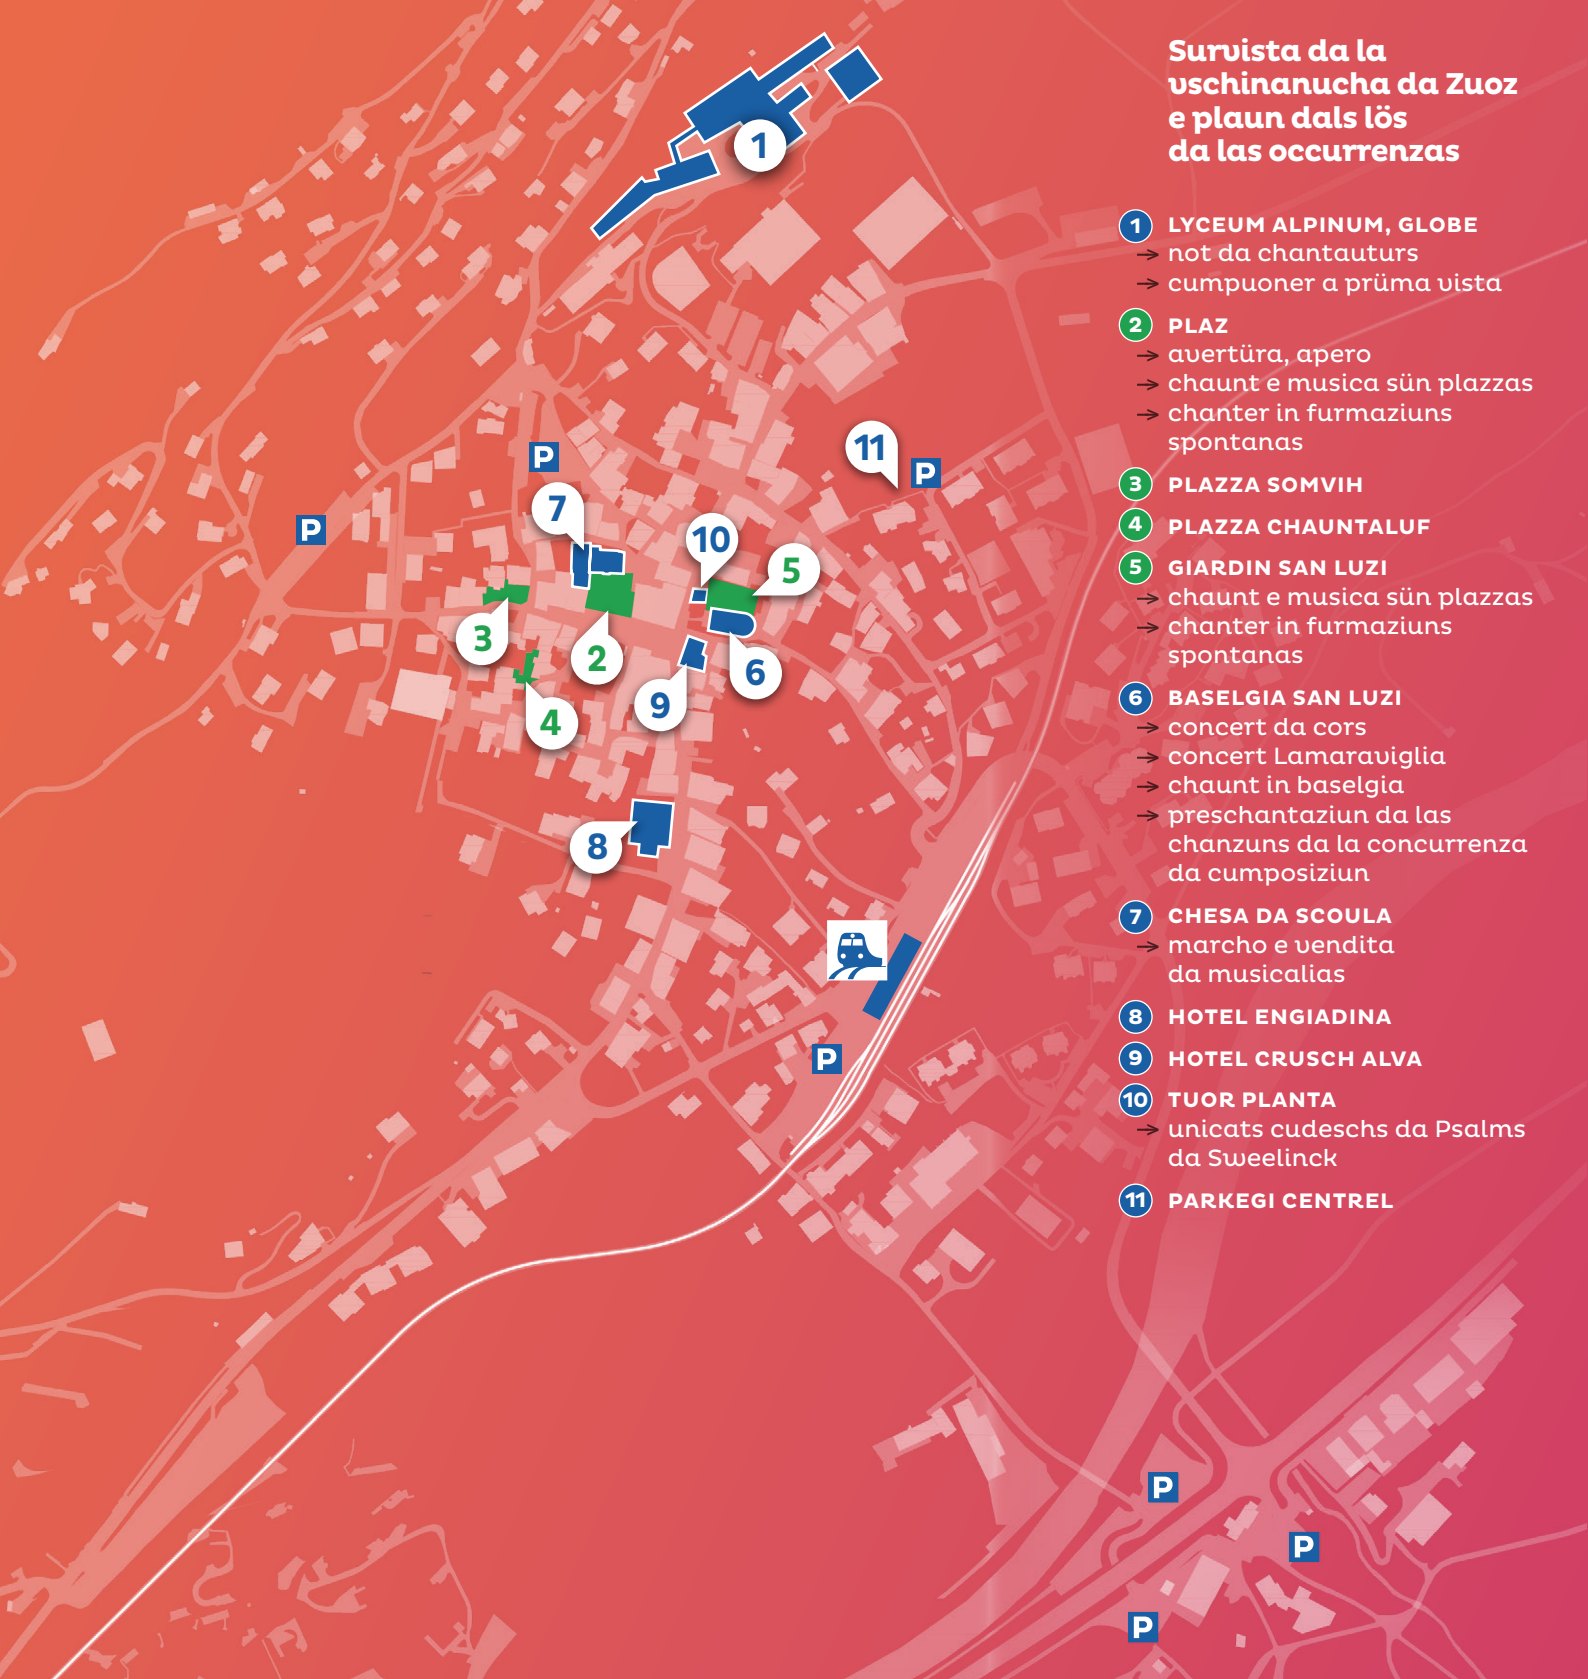 Survista da la
vschinanucha da Zuoz
e plaun dals lös
da las occurrenzas
1 LYCEUM ALPINUM, GLOBE
→ not da chantauturs
→ cumpuoner a prüma vista
2 PLAZ
→ avertüra, apero
→ chaunt e musica sün plazzas
→ chanter in furmaziuns
spontanas
3 PLAZZA SOMVIH
4 PLAZZA CHAUNTALUF
5 GIARDIN SAN LUZI
→ chaunt e musica sün plazzas
→ chanter in furmaziuns
spontanas
6 BASELGIA SAN LUZI
→ concert da cors
→ concert Lamaraviglia
→ chaunt in baselgia
→ preschantaziun da las
chanzuns da la concurrenza
da cumposiziun
7 CHESA DA SCOULA
→ marcho e vendita
da musicalias
8 HOTEL ENGIADINA
9 HOTEL CRUSCH ALVA
10 TUOR PLANTA
→ unicats cudeschs da Psalms
da Sweelinck
11 PARKEGI CENTREL
1
11
P
P
7
P
10
5
3
2
6
9
4
8
P
P
P
P